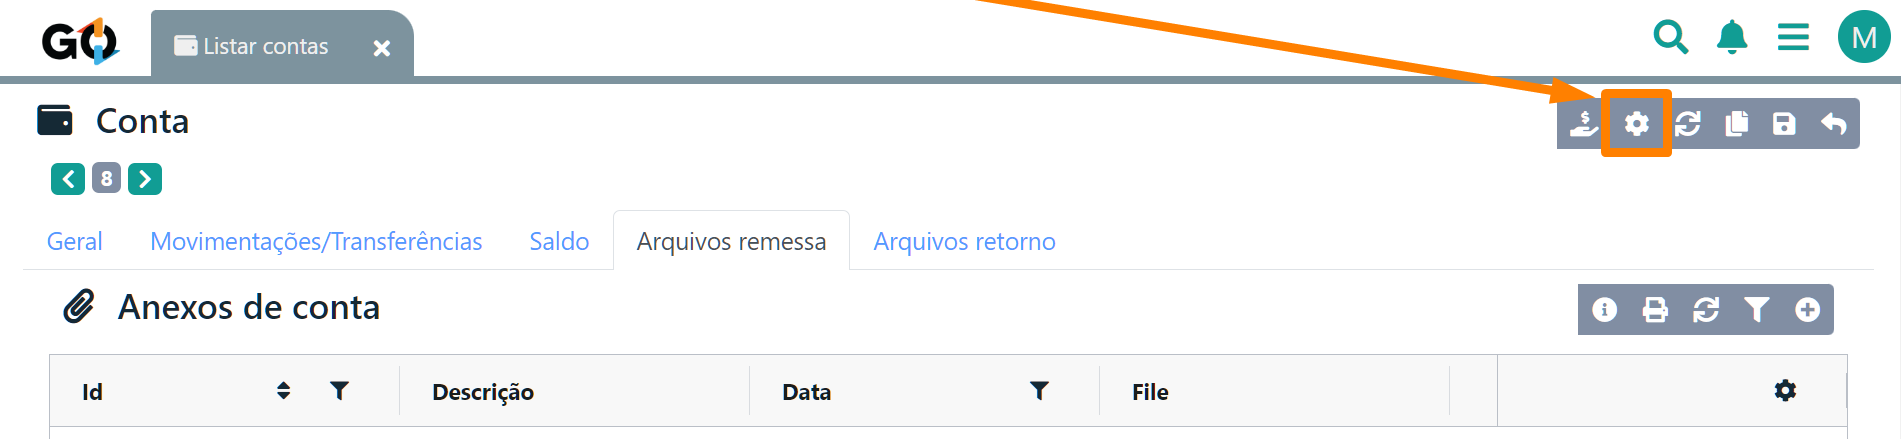 GO
Listar contas
M
Conta
8
Geral
Movimentações/Transferências
Saldo
Arquivos remessa
Arquivos retorno
Anexos de conta
Id
Descrição
Data
File